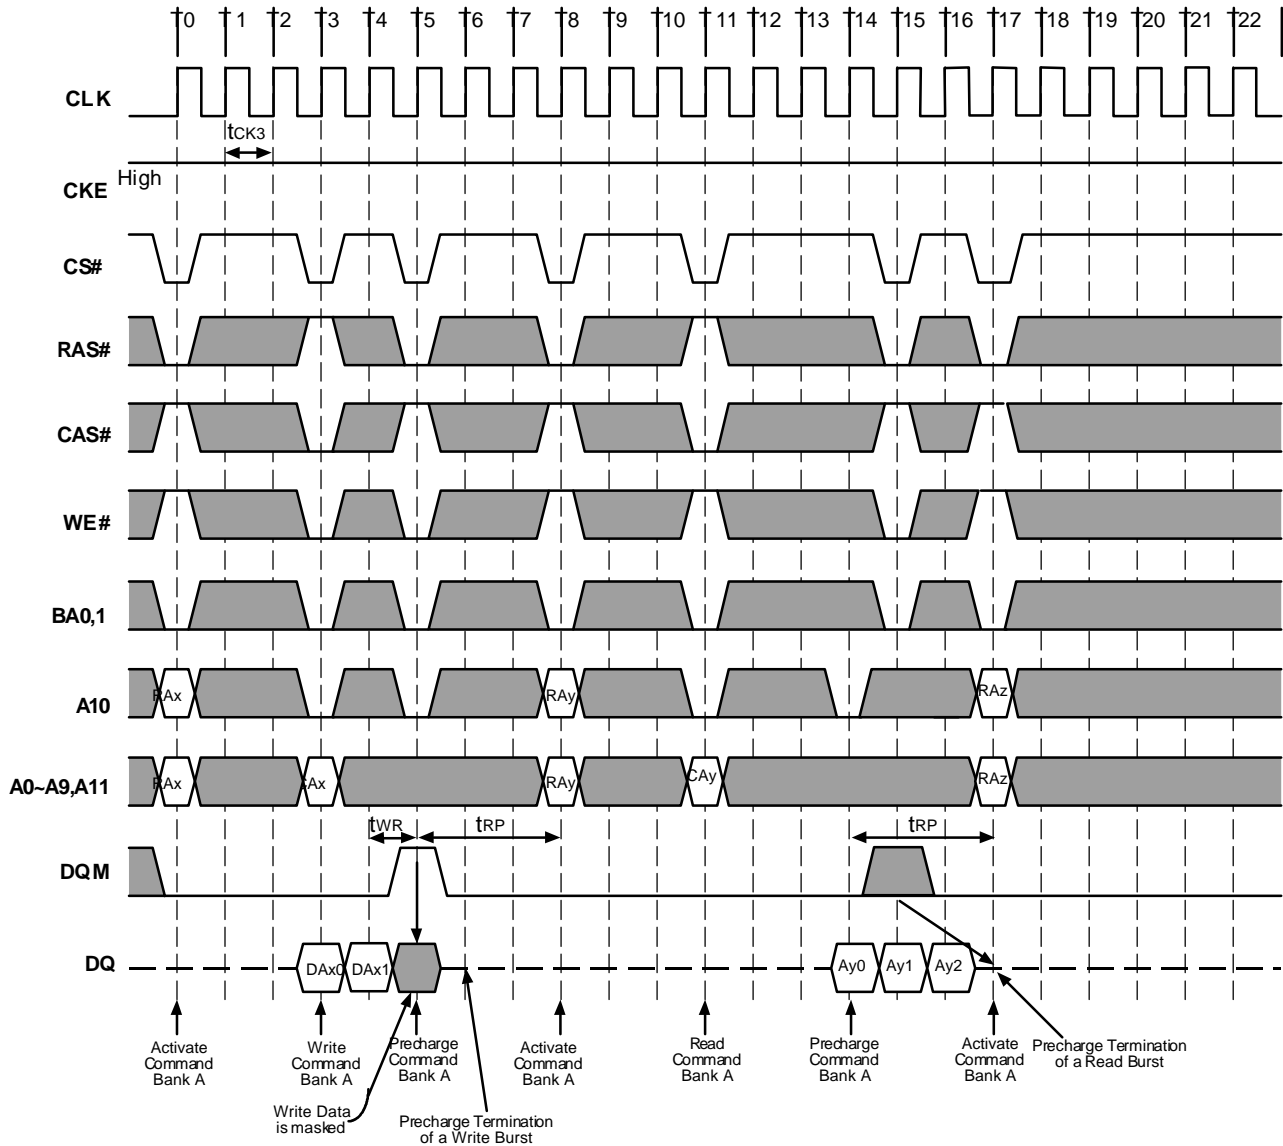 T0 T1 T2 T3 T4 T5 T6 T7 T8 T9 T10 T11 T12 T13 T14 T15 T16 T17 T18 T19 T20 T21 T22
CLK
tCK3
High
CKE
CS#
RAS#
CAS#
WE#
BA0,1
A10
RAx RAy RAz
A0~A9,A11
RAx CAx RAy CAy RAz
tWR tRP tRP
DQM
DQ
DAx0 DAx1 Ay0 Ay1 Ay2
Activate
Command
Bank A
Write
Command
Bank A
Precharge
Command
Bank A
Activate
Command
Bank A
Read
Command
Bank A
Precharge
Command
Bank A
Activate
Command
Bank A
Precharge Termination
of a Read Burst
Write Data
is masked
Precharge Termination
of a Write Burst